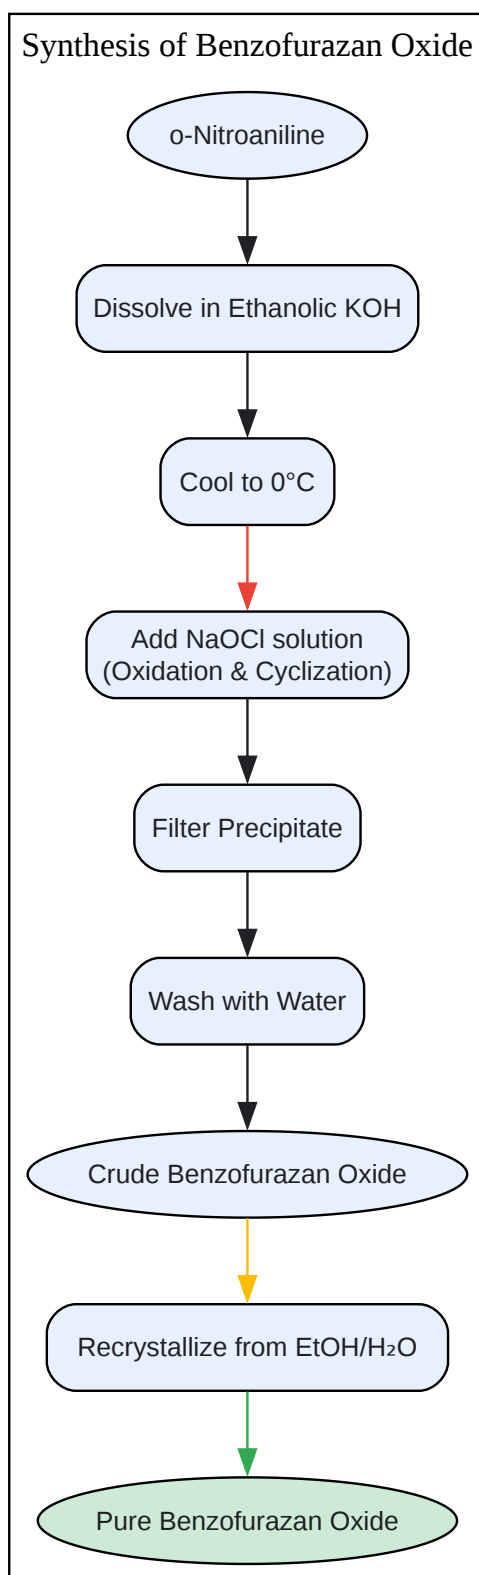 Synthesis of Benzofurazan Oxide
o-Nitroaniline
Dissolve in Ethanolic KOH
Cool to 0°C
Add NaOCl solution
(Oxidation & Cyclization)
Filter Precipitate
Wash with Water
Crude Benzofurazan Oxide
Recrystallize from EtOH/H₂O
Pure Benzofurazan Oxide